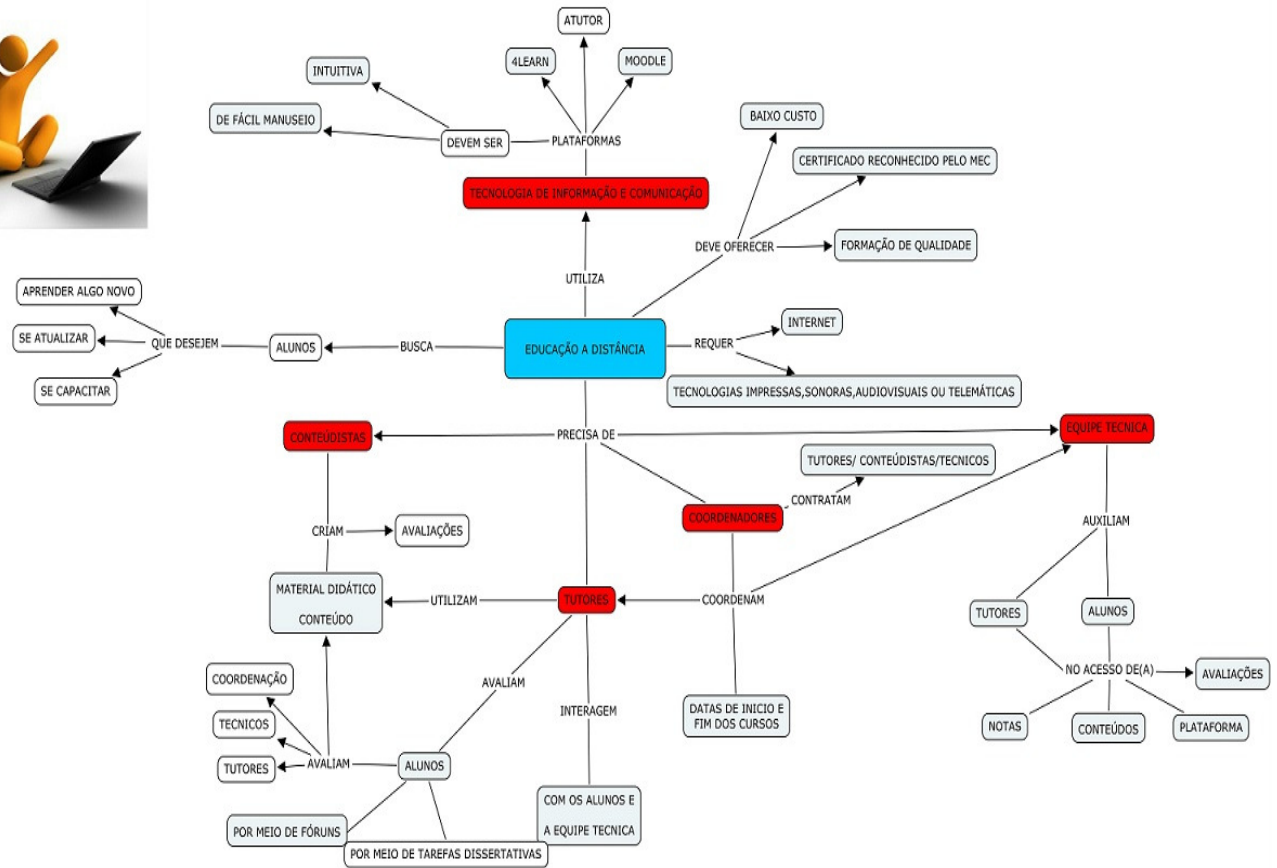 ATUTOR
4LEARN
MOODLE
INTUITIVA
DE FÁCIL MANUSEIO
DEVEM SER
PLATAFORMAS
BAIXO CUSTO
CERTIFICADO RECONHECIDO PELO MEC
TECNOLOGIA DE INFORMAÇÃO E COMUNICAÇÃO
DEVE OFERECER
FORMAÇÃO DE QUALIDADE
UTILIZA
APRENDER ALGO NOVO
SE ATUALIZAR
SE CAPACITAR
QUE DESEJEM
ALUNOS
BUSCA
EDUCAÇÃO A DISTÂNCIA
REQUER
INTERNET
TECNOLOGIAS IMPRESSAS,SONORAS,AUDIOVISUAIS OU TELEMÁTICAS
CONTEÚDISTAS
PRECISA DE
EQUIPE TECNICA
TUTORES/ CONTEÚDISTAS/TECNICOS
CONTRATAM
COORDENADORES
CRIAM
AVALIAÇÕES
AUXILIAM
MATERIAL DIDÁTICO
CONTEÚDO
UTILIZAM
TUTORES
COORDENAM
TUTORES
ALUNOS
COORDENAÇÃO
TECNICOS
TUTORES
AVALIAM
ALUNOS
AVALIAM
INTERAGEM
DATAS DE INICIO E
FIM DOS CURSOS
NO ACESSO DE(A)
AVALIAÇÕES
NOTAS
CONTEÚDOS
PLATAFORMA
POR MEIO DE FÓRUNS
POR MEIO DE TAREFAS DISSERTATIVAS
COM OS ALUNOS E
A EQUIPE TECNICA